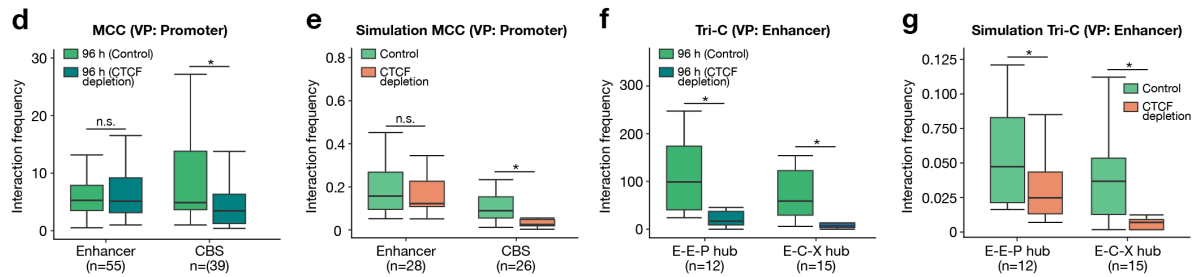 d
MCC (VP: Promoter)
Interaction frequency
30
20
10
0
96 h (Control)
96 h (CTCF
depletion)
n.s.
*
Enhancer
(n=55)
CBS
n=(39)
e
Simulation MCC (VP: Promoter)
Interaction frequency
0.8
0.6
0.4
0.2
0
Control
CTCF
depletion
n.s.
*
Enhancer
(n=28)
CBS
(n=26)
f
Tri-C (VP: Enhancer)
Interaction frequency
300
200
100
0
96 h (Control)
96 h (CTCF
depletion)
*
*
E-E-P hub
(n=12)
E-C-X hub
(n=15)
g
Simulation Tri-C (VP: Enhancer)
Interaction frequency
0.125
0.100
0.750
0.050
0.025
0
*
*
Control
CTCF
depletion
E-E-P hub
(n=12)
E-C-X hub
(n=15)